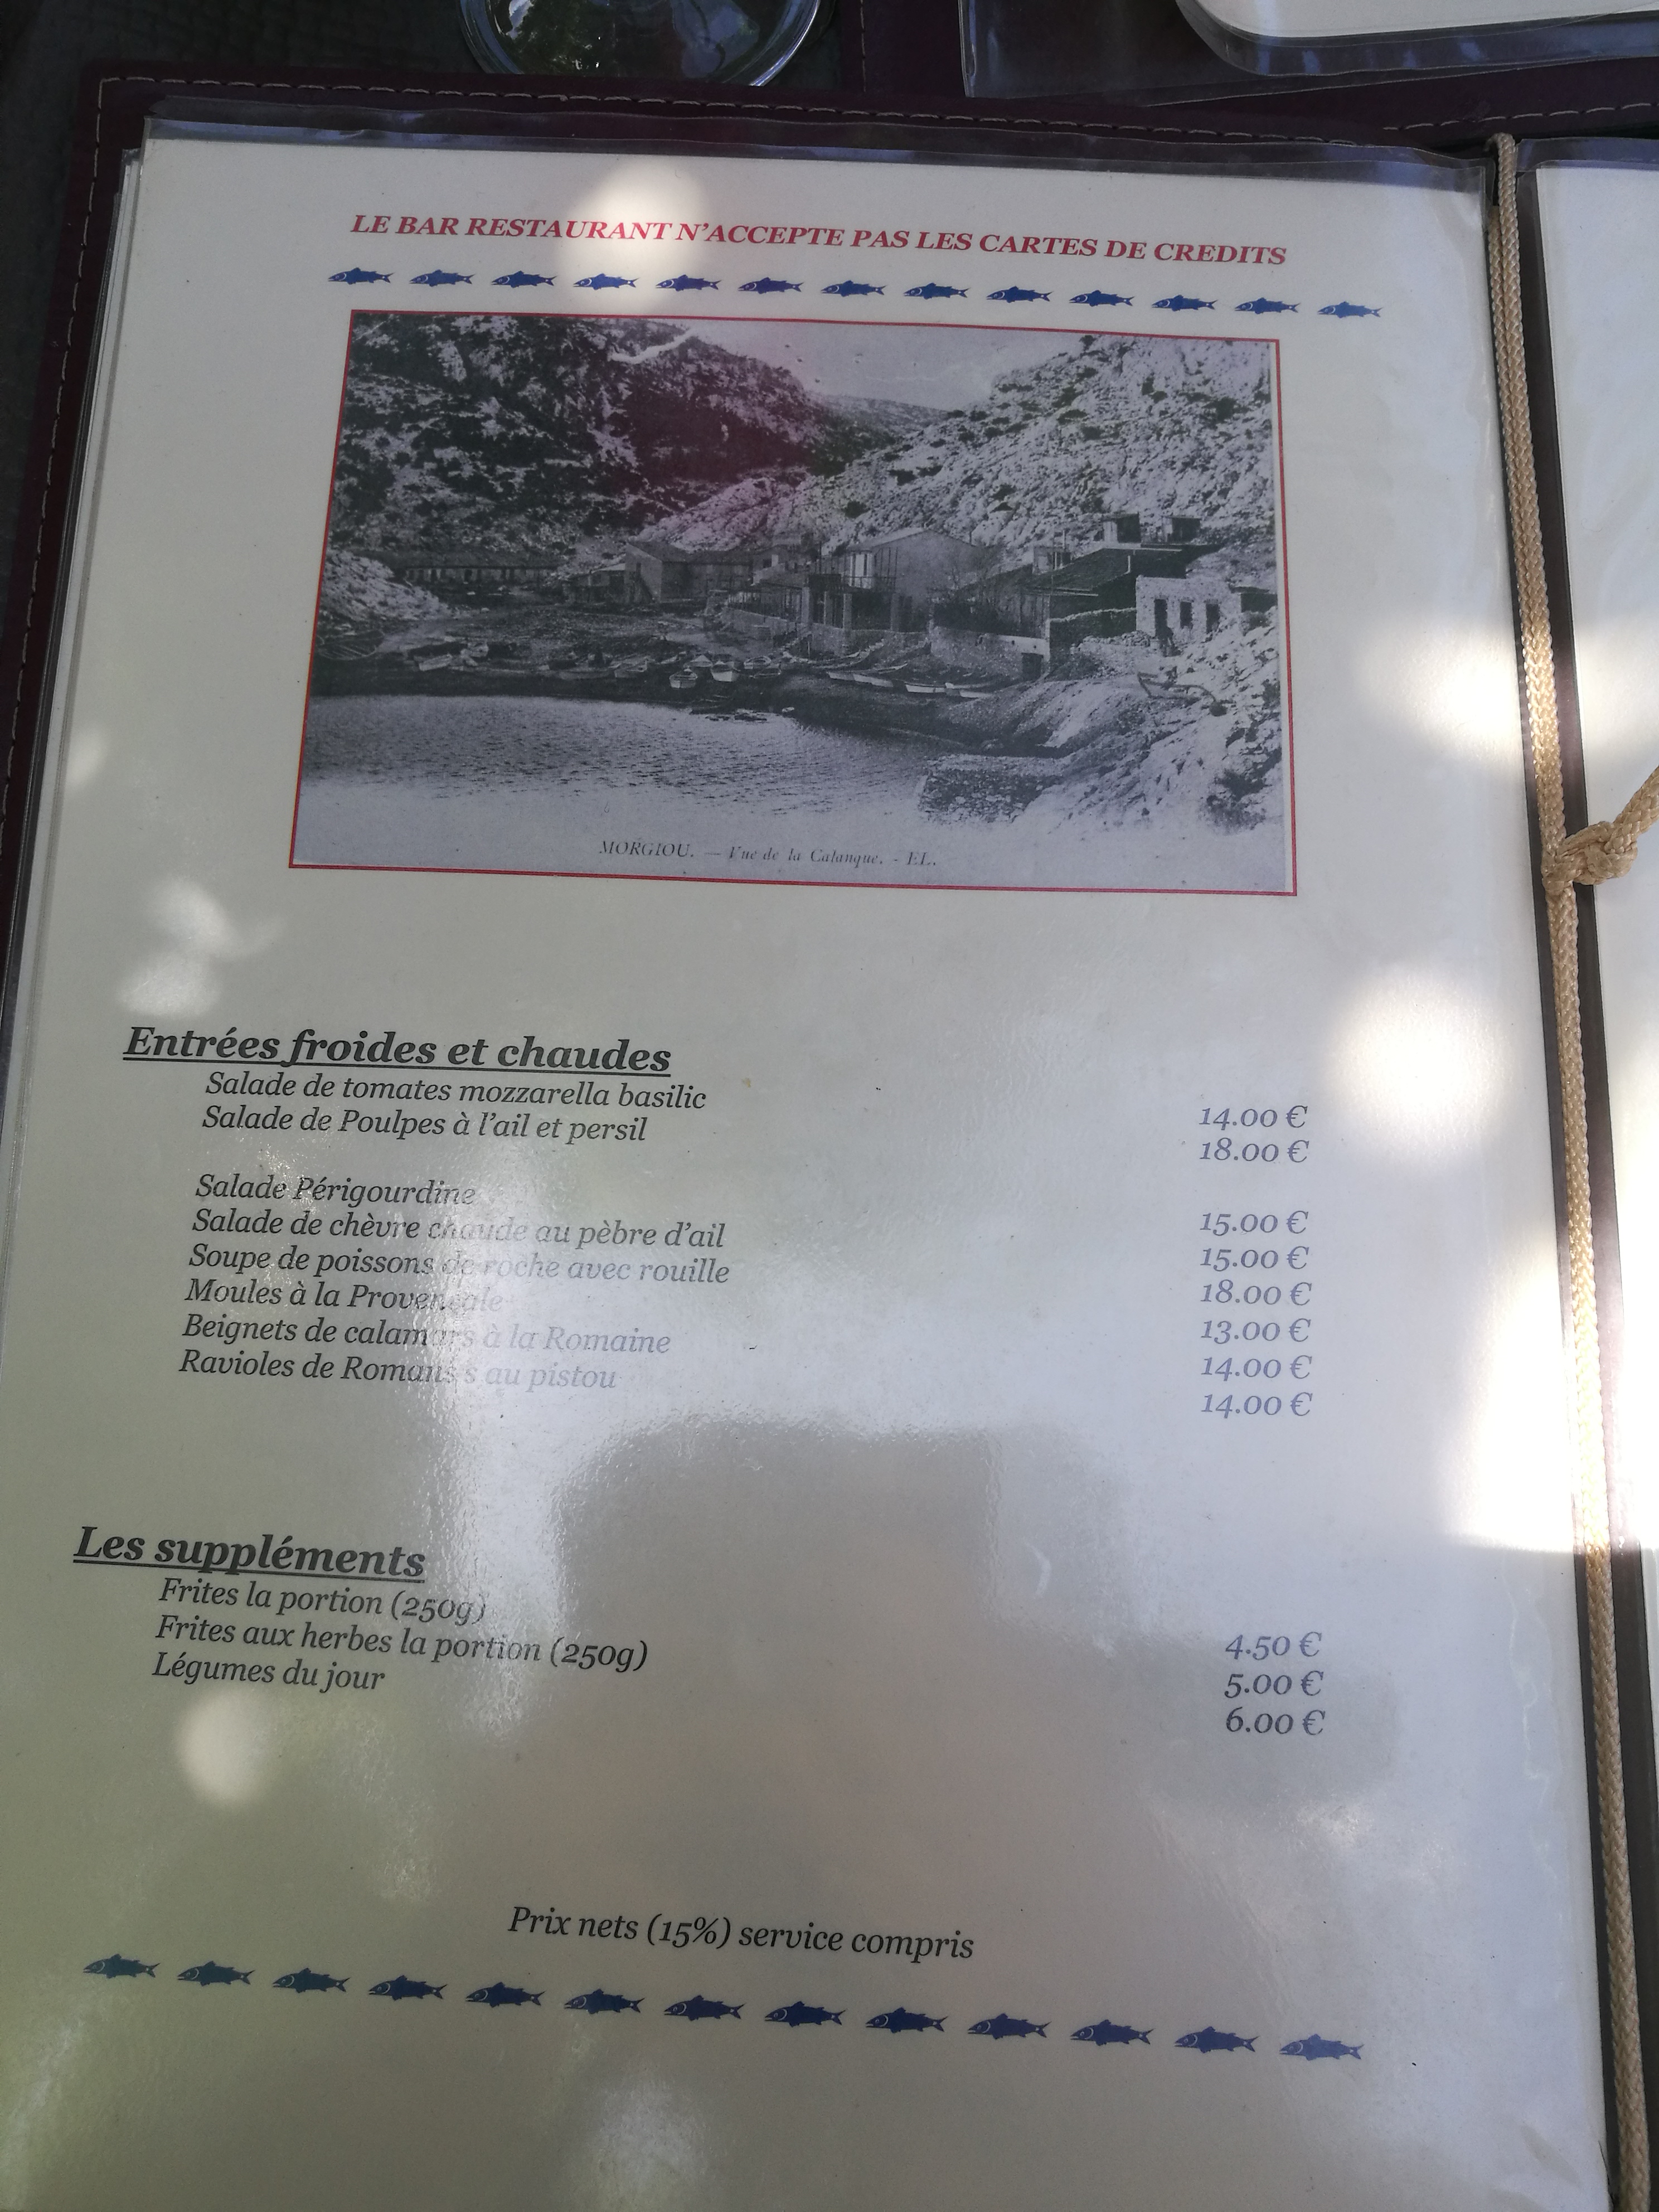 LE BAR RESTAURANT N'ACCEPTE PAS LES CARTES DE CREDITS
MORGIOU. — Vue de la Calanque. - EL.
Entrées froides et chaudes
Salade de tomates mozzarella basilic 14.00 €
Salade de Poulpes à l'ail et persil 18.00 €
Salade Périgourdine 15.00 €
Salade de chèvre chaude au pèbre d'ail 15.00 €
Soupe de poissons de roche avec rouille 18.00 €
Moules à la Provençale 13.00 €
Beignets de calamars à la Romaine 14.00 €
Ravioles de Romans's au pistou 14.00 €
Les suppléments
Frites la portion (250g) 4.50 €
Frites aux herbes la portion (250g) 5.00 €
Légumes du jour 6.00 €
Prix nets (15%) service compris